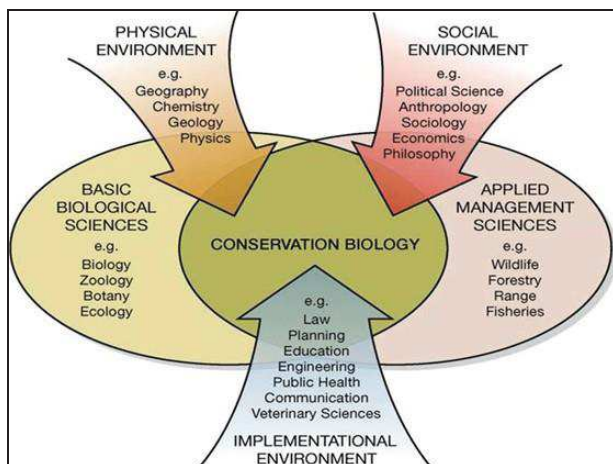 PHYSICAL
ENVIRONMENT
e.g.
Geography
Chemistry
Geology
Physics
SOCIAL
ENVIRONMENT
e.g.
Political Science
Anthropology
Sociology
Economics
Philosophy
BASIC
BIOLOGICAL
SCIENCES
e.g.
Biology
Zoology
Botany
Ecology
CONSERVATION BIOLOGY
APPLIED
MANAGEMENT
SCIENCES
e.g.
Wildlife
Forestry
Range
Fisheries
e.g.
Law
Planning
Education
Engineering
Public Health
Communication
Veterinary Sciences
IMPLEMENTATIONAL
ENVIRONMENT